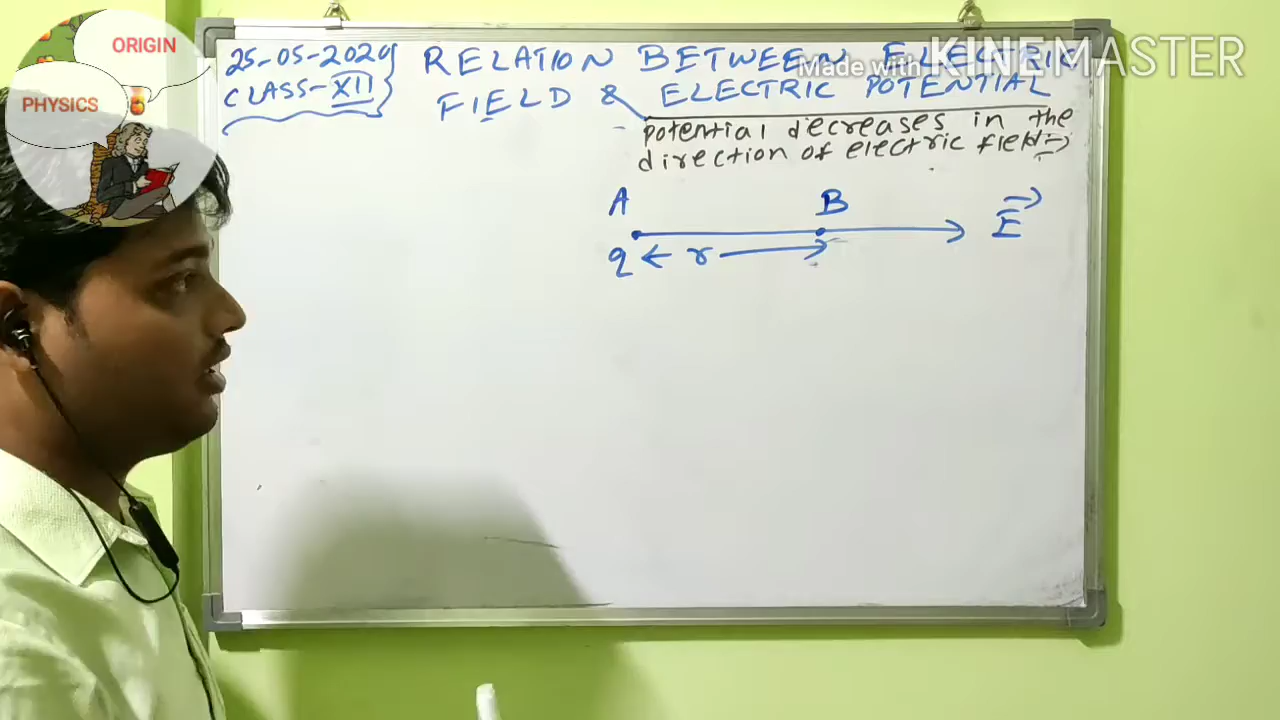 ORIGIN
PHYSICS
Made with KINEMASTER
25-05-2020
CLASS-XII
RELATION BETWEEN ELECTRIC
FIELD & ELECTRIC POTENTIAL
potential decreases in the
direction of electric field:-)
A B E
q r